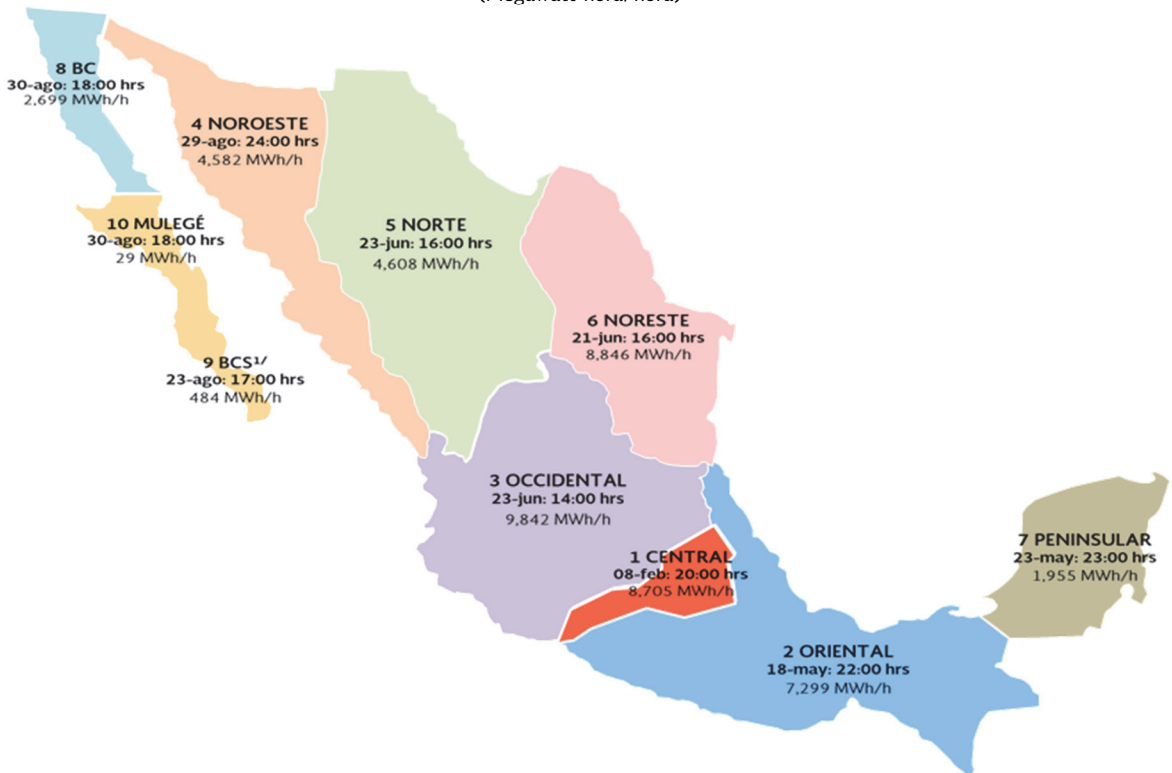 (Megawatt-hora/hora)
8 BC
30-ago: 18:00 hrs
2,699 MWh/h
4 NOROESTE
29-ago: 24:00 hrs
4,582 MWh/h
10 MULEGÉ
30-ago: 18:00 hrs
29 MWh/h
5 NORTE
23-jun: 16:00 hrs
4,608 MWh/h
6 NORESTE
21-jun: 16:00 hrs
8,846 MWh/h
9 BCS1/
23-ago: 17:00 hrs
484 MWh/h
3 OCCIDENTAL
23-jun: 14:00 hrs
9,842 MWh/h
1 CENTRAL
08-feb: 20:00 hrs
8,705 MWh/h
7 PENINSULAR
23-may: 23:00 hrs
1,955 MWh/h
2 ORIENTAL
18-may: 22:00 hrs
7,299 MWh/h